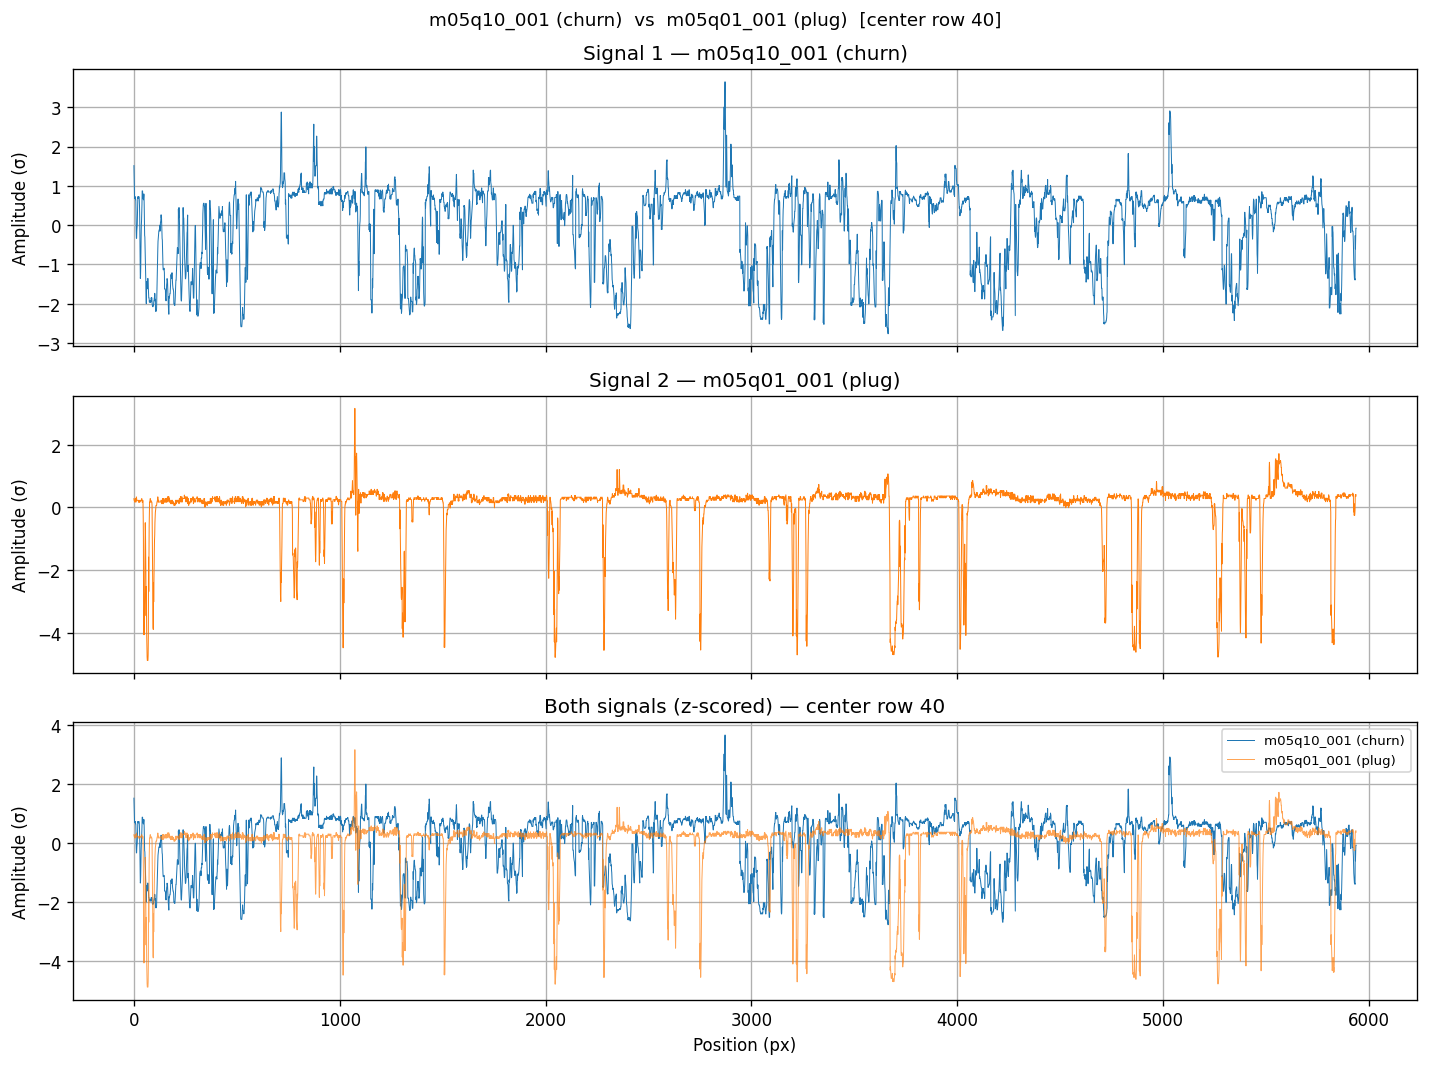 m05q10_001 (churn)  vs  m05q01_001 (plug)  [center row 40]
Signal 1 — m05q10_001 (churn)
Amplitude (σ)
3
2
1
0
−1
−2
−3
Signal 2 — m05q01_001 (plug)
Amplitude (σ)
2
0
−2
−4
Both signals (z-scored) — center row 40
m05q10_001 (churn)
m05q01_001 (plug)
Amplitude (σ)
4
2
0
−2
−4
0 1000 2000 3000 4000 5000 6000
Position (px)